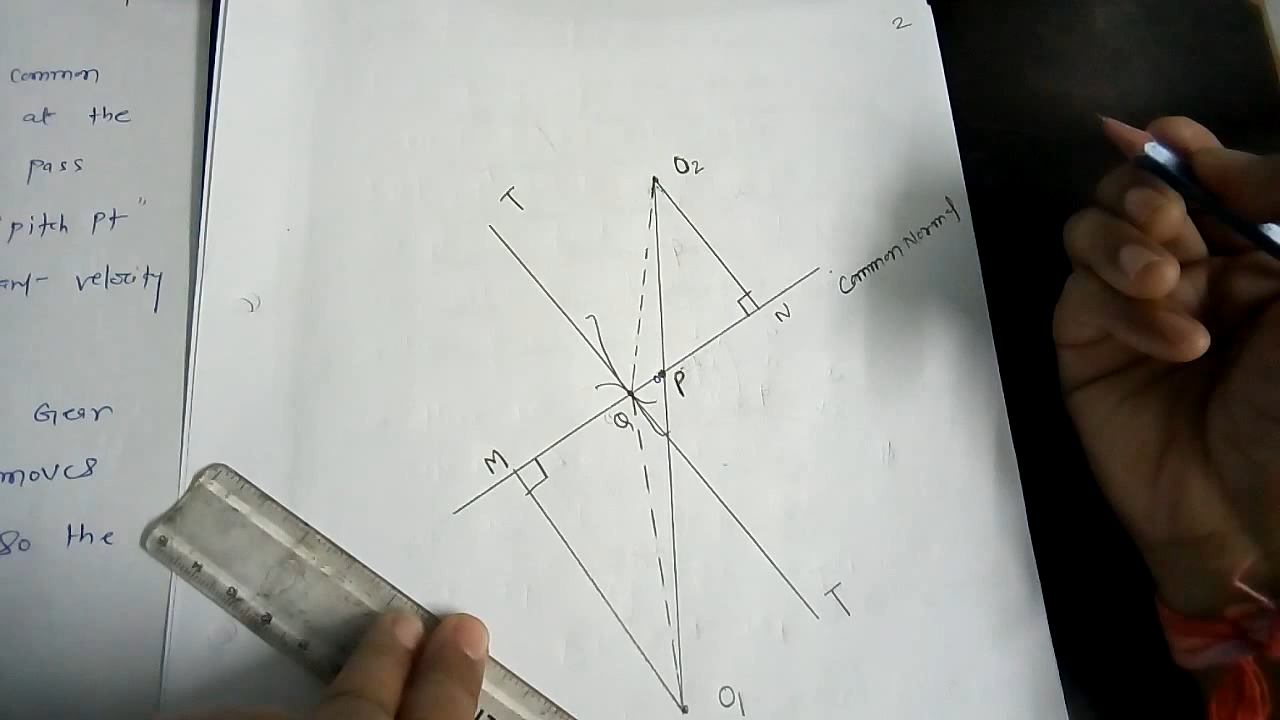 common
at the
pass
"pitch pt"
velocity
Gear
moves
so the
2
O2
T
Common Normal
N
P
Q
M
T
O1